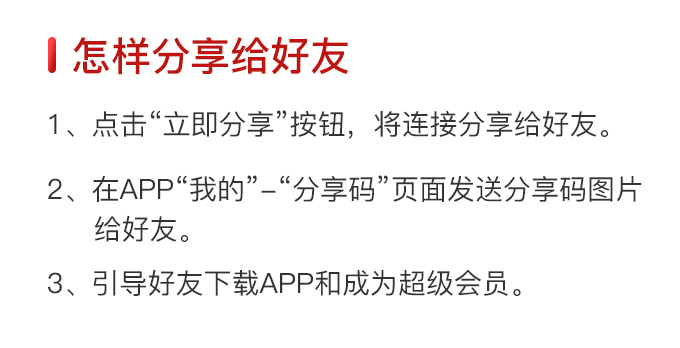 怎样分享给好友
1、点击“立即分享”按钮，将连接分享给好友。
2、在APP“我的”-“分享码”页面发送分享码图片
给好友。
3、引导好友下载APP和成为超级会员。